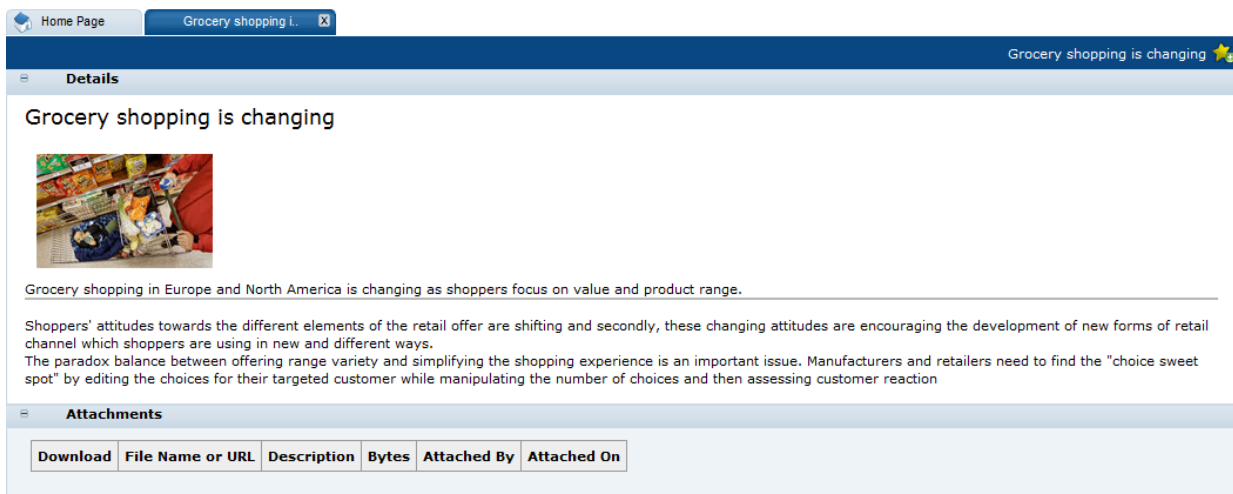 Home Page
Grocery shopping i..
X
Grocery shopping is changing
Details
Grocery shopping is changing
Grocery shopping in Europe and North America is changing as shoppers focus on value and product range.
Shoppers' attitudes towards the different elements of the retail offer are shifting and secondly, these changing attitudes are encouraging the development of new forms of retail
channel which shoppers are using in new and different ways.
The paradox balance between offering range variety and simplifying the shopping experience is an important issue. Manufacturers and retailers need to find the "choice sweet
spot" by editing the choices for their targeted customer while manipulating the number of choices and then assessing customer reaction
Attachments
Download File Name or URL Description Bytes Attached By Attached On